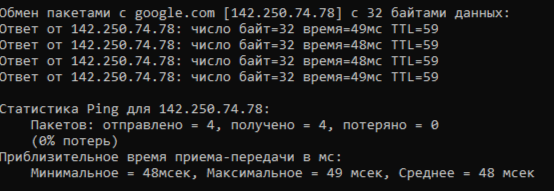 Обмен пакетами с google.com [142.250.74.78] с 32 байтами данных:
Ответ от 142.250.74.78: число байт=32 время=49мс TTL=59
Ответ от 142.250.74.78: число байт=32 время=48мс TTL=59
Ответ от 142.250.74.78: число байт=32 время=48мс TTL=59
Ответ от 142.250.74.78: число байт=32 время=49мс TTL=59

Статистика Ping для 142.250.74.78:
    Пакетов: отправлено = 4, получено = 4, потеряно = 0
    (0% потерь)
Приблизительное время приема-передачи в мс:
    Минимальное = 48мсек, Максимальное = 49 мсек, Среднее = 48 мсек